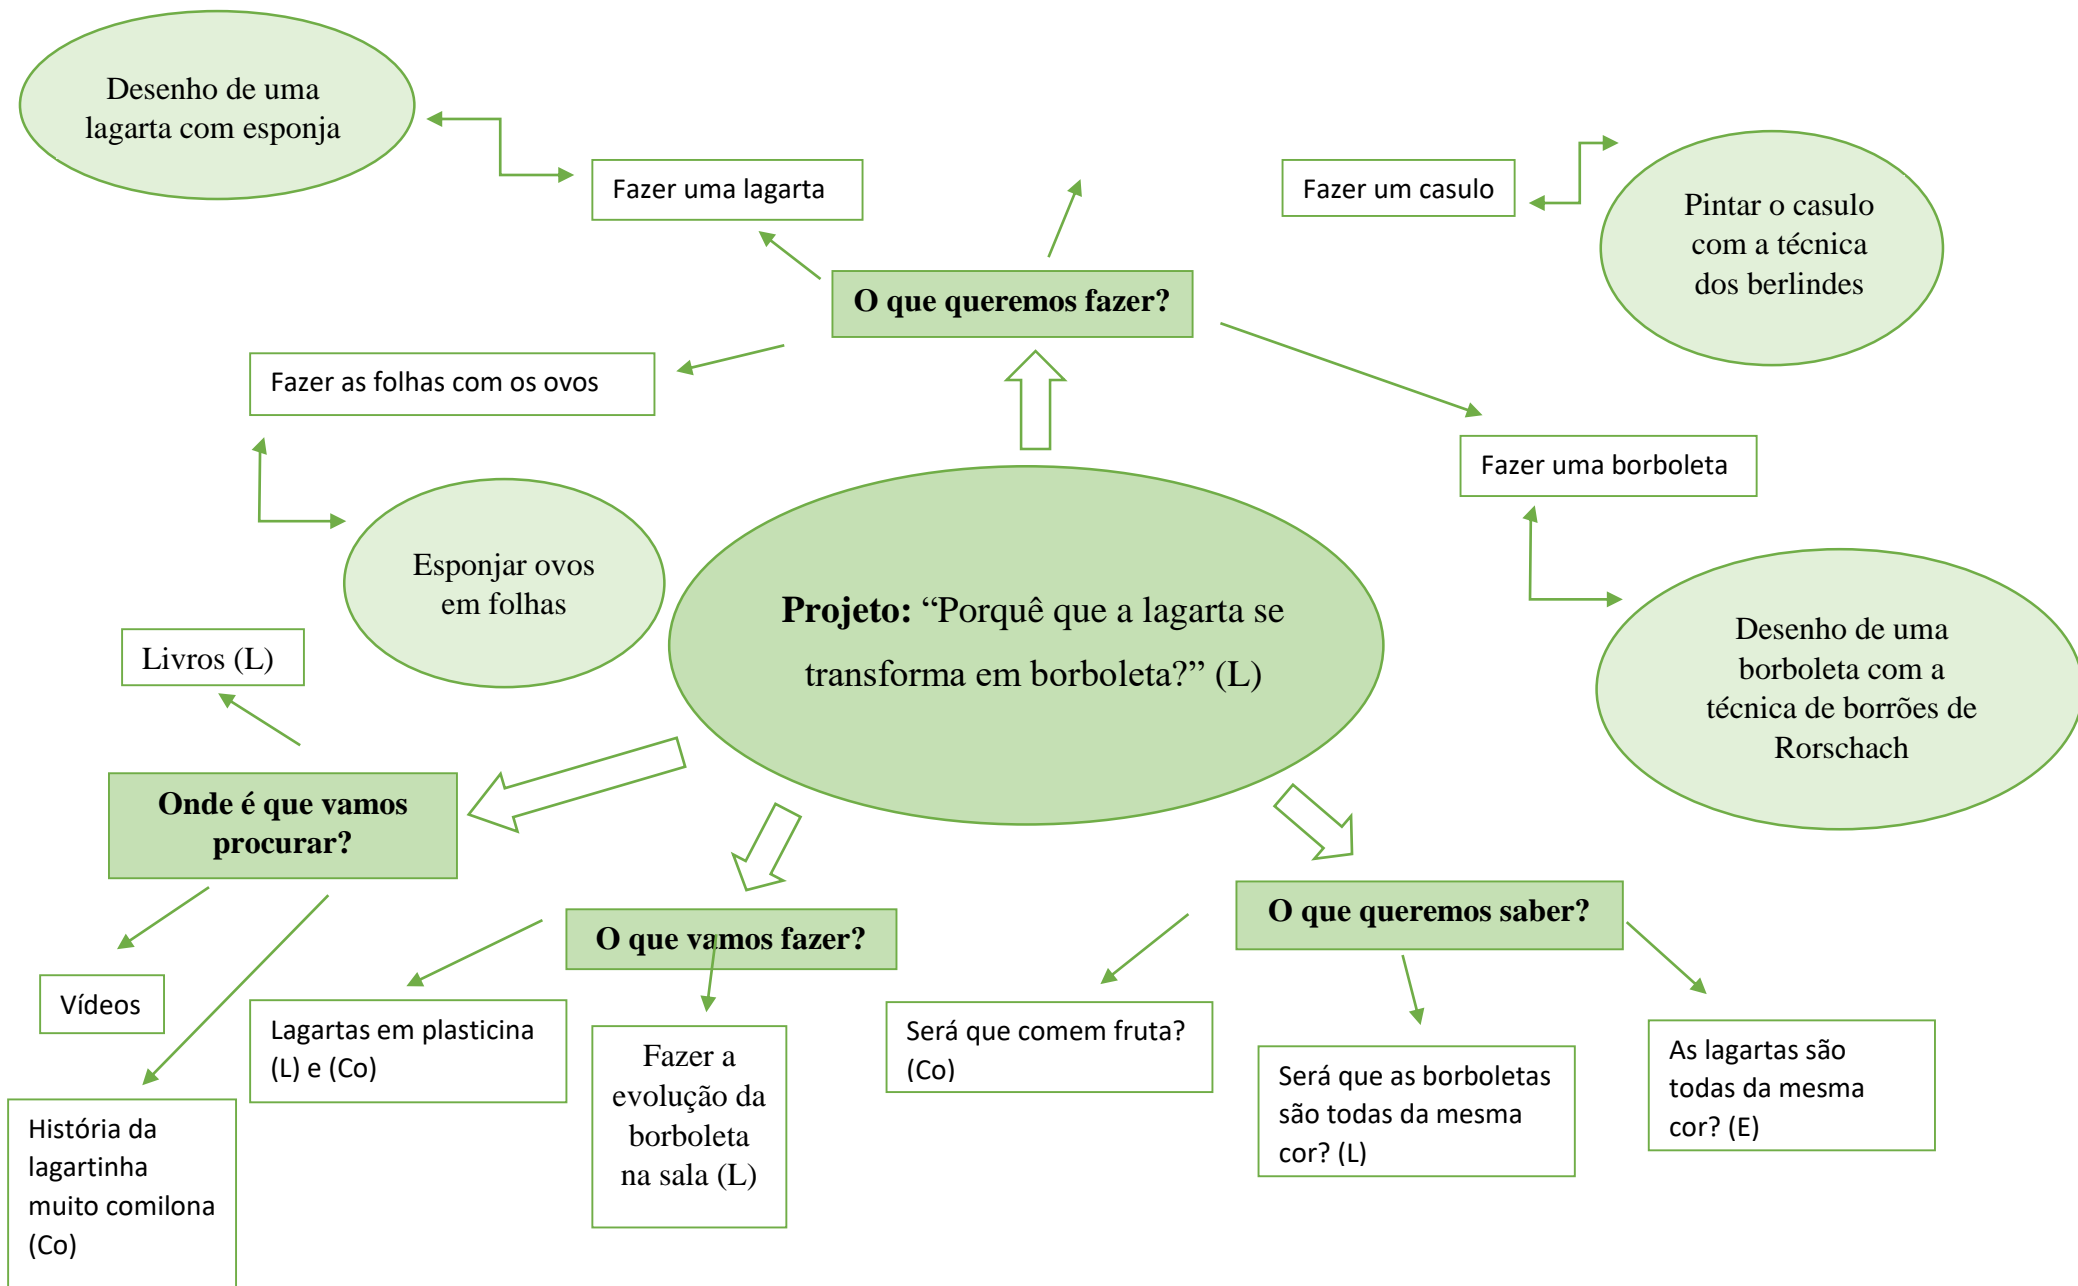 Desenho de uma
lagarta com esponja
Fazer uma lagarta
Fazer um casulo
Pintar o casulo
com a técnica
dos berlindes
O que queremos fazer?
Fazer as folhas com os ovos
Fazer uma borboleta
Esponjar ovos
em folhas
Projeto: “Porquê que a lagarta se
transforma em borboleta?” (L)
Desenho de uma
borboleta com a
técnica de borrões de
Rorschach
Livros (L)
Onde é que vamos
procurar?
O que vamos fazer?
O que queremos saber?
Vídeos
História da
lagartinha
muito comilona
(Co)
Lagartas em plasticina
(L) e (Co)
Fazer a
evolução da
borboleta
na sala (L)
Será que comem fruta?
(Co)
Será que as borboletas
são todas da mesma
cor? (L)
As lagartas são
todas da mesma
cor? (E)